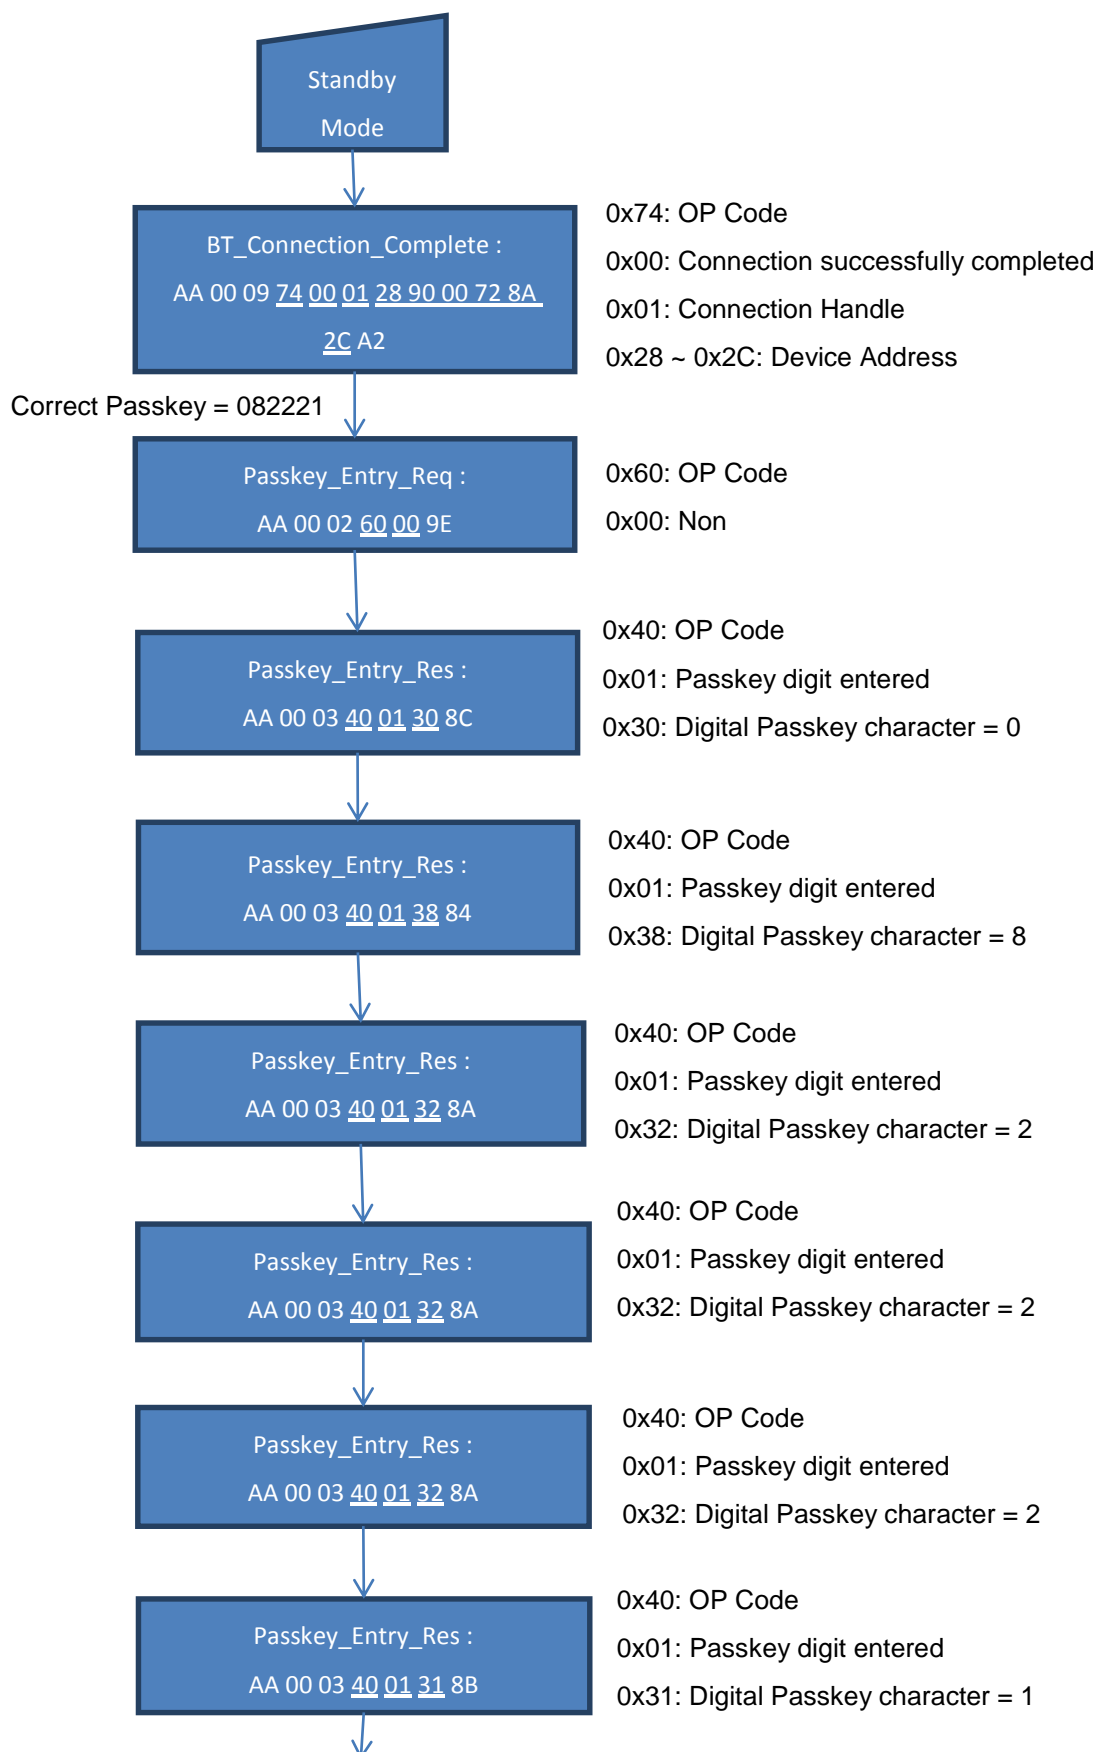 Standby
Mode
BT_Connection_Complete :
AA 00 09 74 00 01 28 90 00 72 8A
2C A2
0x74: OP Code
0x00: Connection successfully completed
0x01: Connection Handle
0x28 ~ 0x2C: Device Address
Correct Passkey = 082221
Passkey_Entry_Req :
AA 00 02 60 00 9E
0x60: OP Code
0x00: Non
Passkey_Entry_Res :
AA 00 03 40 01 30 8C
0x40: OP Code
0x01: Passkey digit entered
0x30: Digital Passkey character = 0
Passkey_Entry_Res :
AA 00 03 40 01 38 84
0x40: OP Code
0x01: Passkey digit entered
0x38: Digital Passkey character = 8
Passkey_Entry_Res :
AA 00 03 40 01 32 8A
0x40: OP Code
0x01: Passkey digit entered
0x32: Digital Passkey character = 2
Passkey_Entry_Res :
AA 00 03 40 01 32 8A
0x40: OP Code
0x01: Passkey digit entered
0x32: Digital Passkey character = 2
Passkey_Entry_Res :
AA 00 03 40 01 32 8A
0x40: OP Code
0x01: Passkey digit entered
0x32: Digital Passkey character = 2
Passkey_Entry_Res :
AA 00 03 40 01 31 8B
0x40: OP Code
0x01: Passkey digit entered
0x31: Digital Passkey character = 1